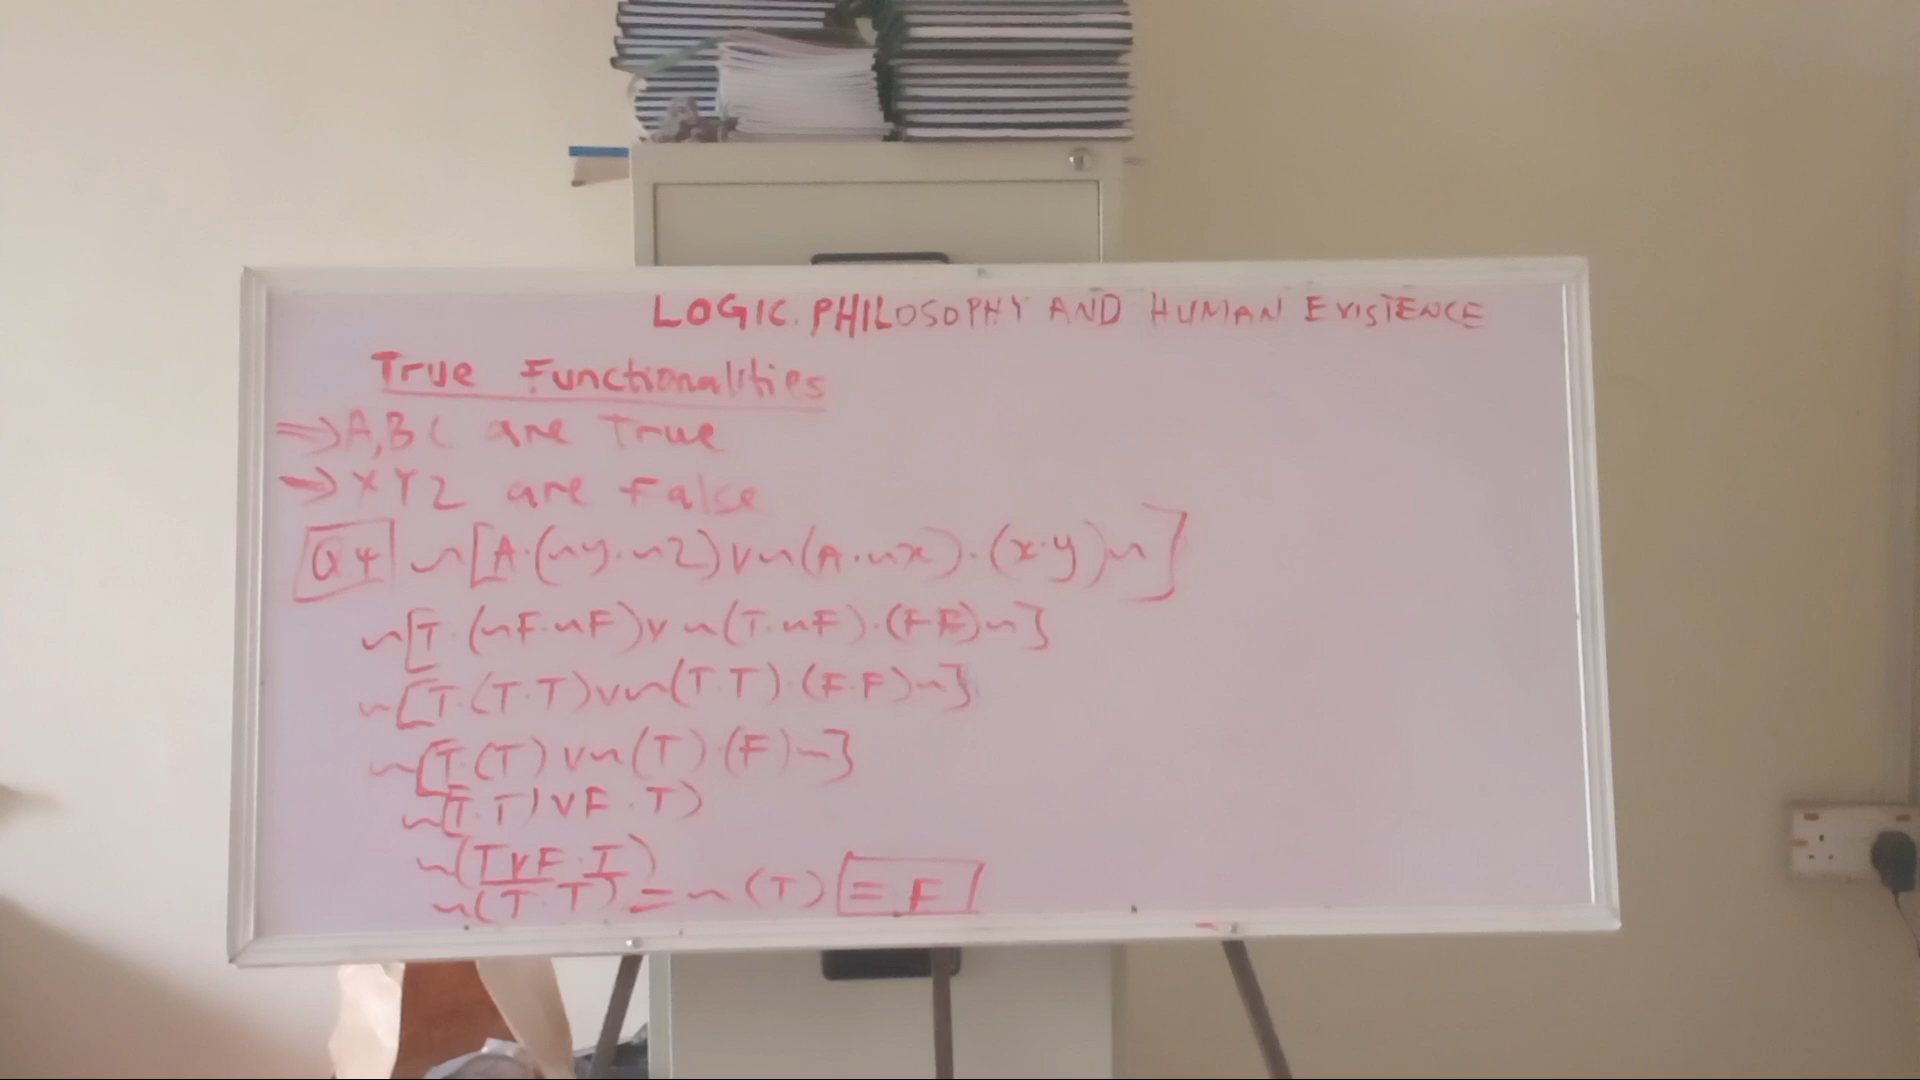 LOGIC. PHILOSOPHY AND HUMAN EXISTENCE
True Functionalities
⇒ A, B C are True
→ X Y Z are False
Q4 ~[A·(~y·~z)v~(A·~x)·(x·y)~]
~[T·(~F·~F)v~(T·~F)·(F F)~]
~[T·(T·T)v~(T·T)·(F·F)~]
~[T·(T)v~(T)·(F)~]
~(T·T)vF·T)
~(TvF·T)
~(T T) = ~(T) = F